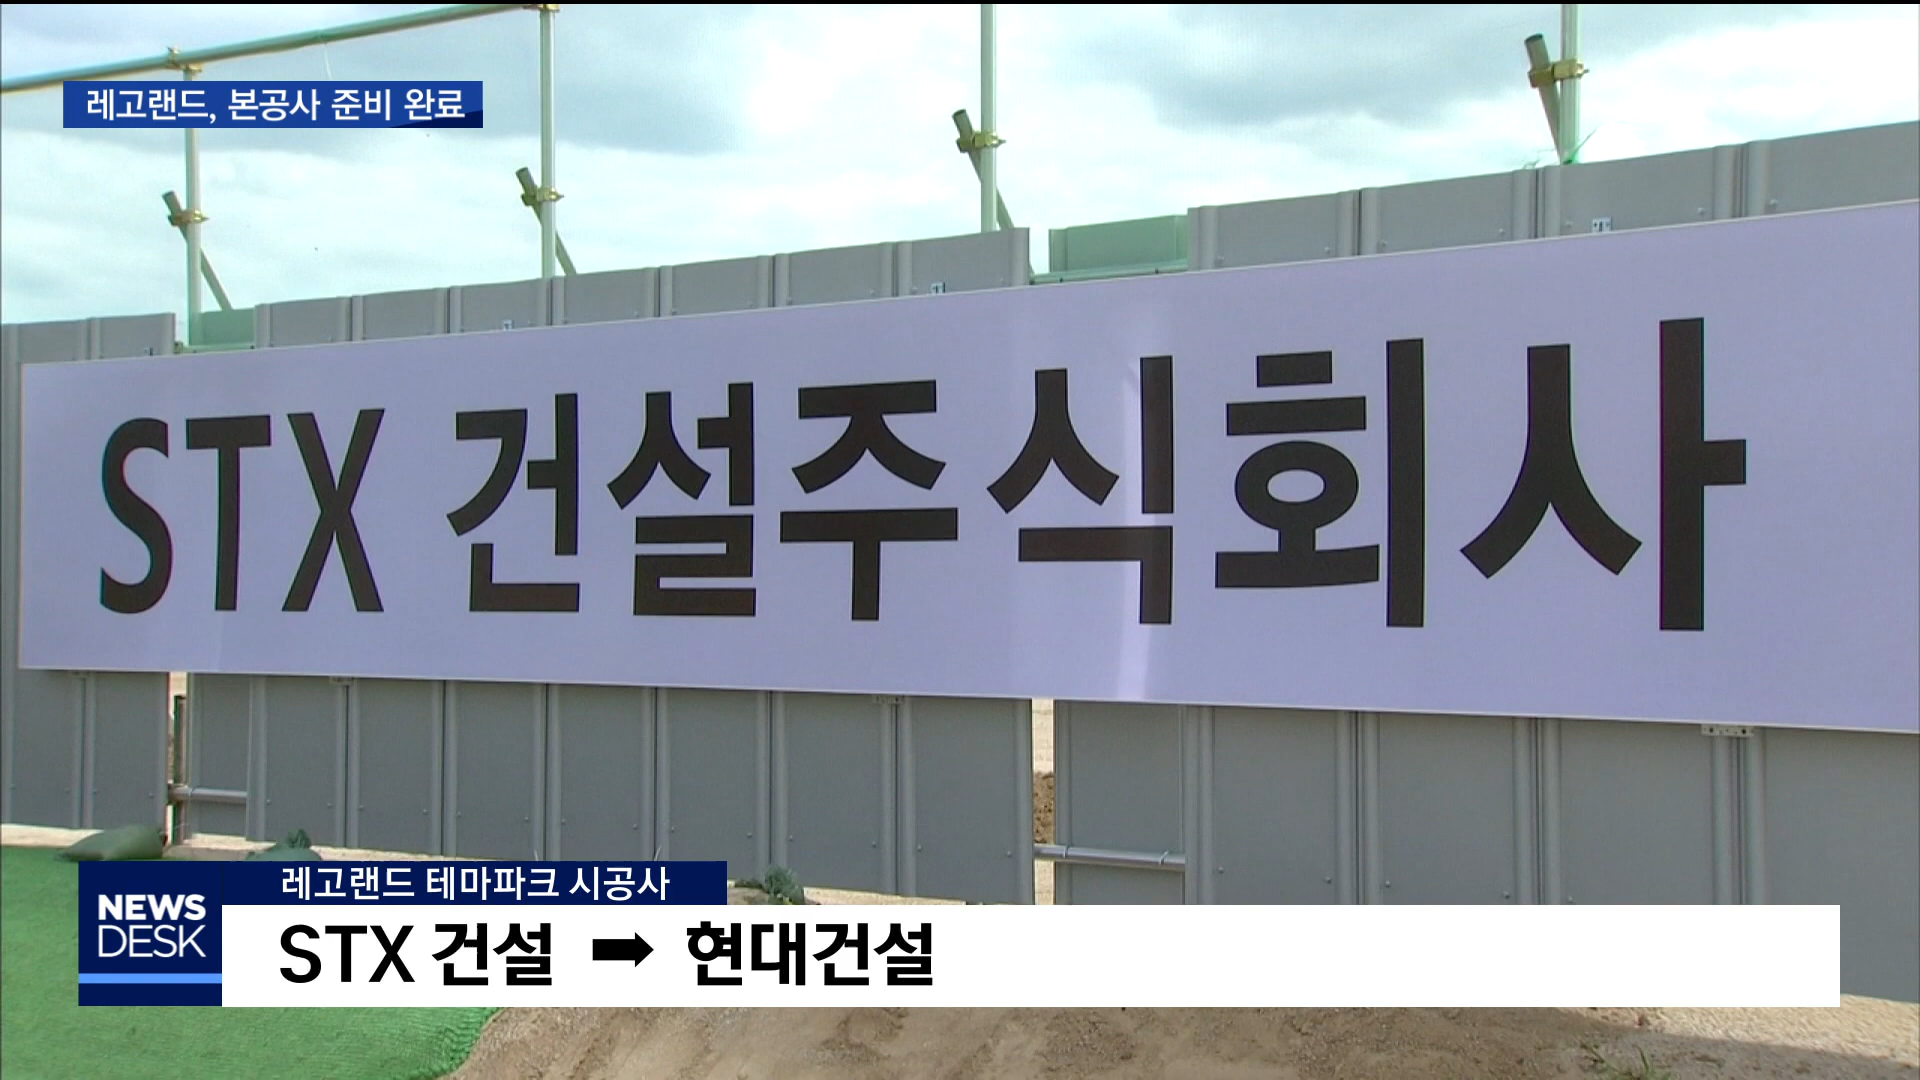 레고랜드, 본공사 준비 완료
STX 건설주식회사
레고랜드 테마파크 시공사
NEWS
DESK
STX 건설 ➡ 현대건설